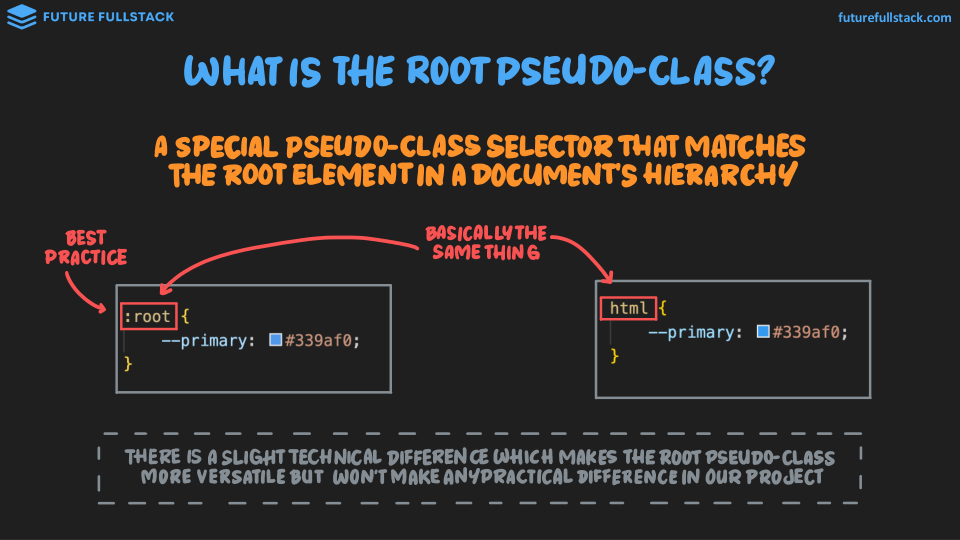 FUTURE FULLSTACK
futurefullstack.com
WHAT IS THE ROOT PSEUDO-CLASS?
A SPECIAL PSEUDO-CLASS SELECTOR THAT MATCHES
THE ROOT ELEMENT IN A DOCUMENT'S HIERARCHY
BEST
PRACTICE
BASICALLY THE
SAME THING
:root {
--primary: #339af0;
}
html {
--primary: #339af0;
}
THERE IS A SLIGHT TECHNICAL DIFFERENCE WHICH MAKES THE ROOT PSEUDO-CLASS
MORE VERSATILE BUT WON'T MAKE ANY PRACTICAL DIFFERENCE IN OUR PROJECT